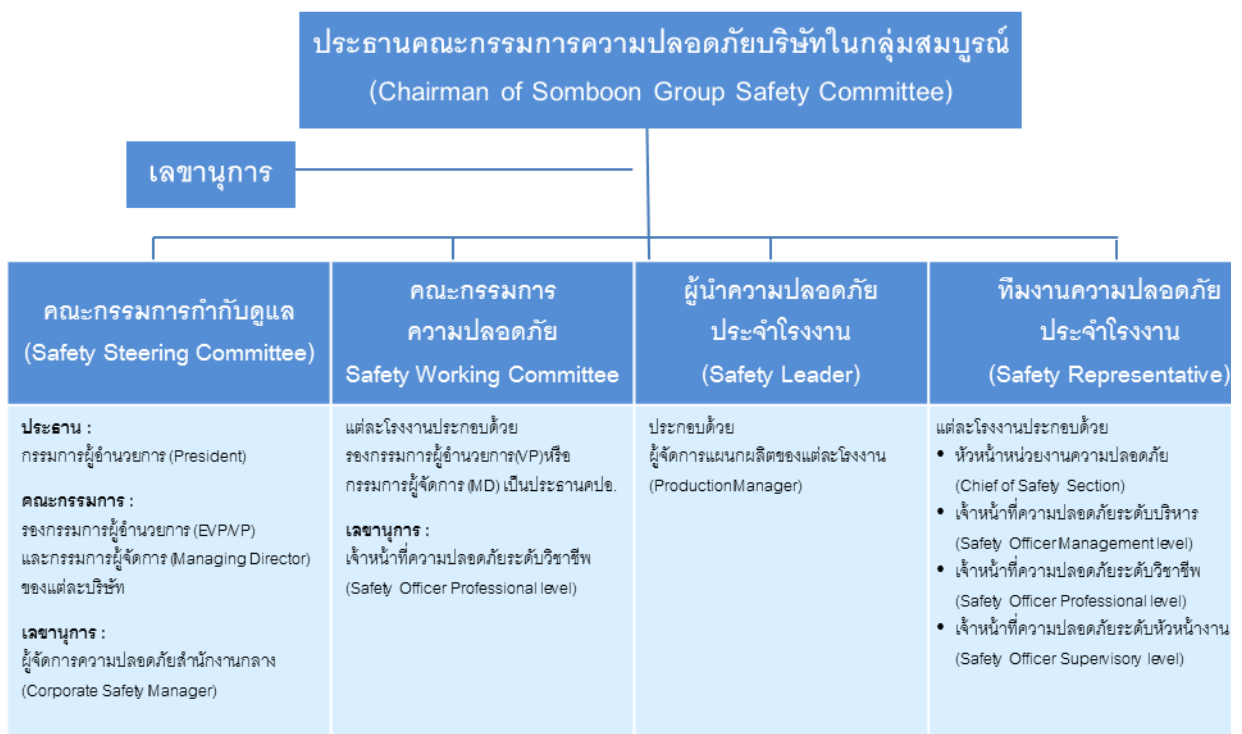 ประธานคณะกรรมการความปลอดภัยบริษัทในกลุ่มสมบูรณ์
(Chairman of Somboon Group Safety Committee)
เลขานุการ
คณะกรรมการกำกับดูแล
(Safety Steering Committee)
ประธาน :
กรรมการผู้อำนวยการ (President)
คณะกรรมการ :
รองกรรมการผู้อำนวยการ (EVP/VP)
และกรรมการผู้จัดการ (Managing Director)
ของแต่ละบริษัท
เลขานุการ :
ผู้จัดการความปลอดภัยสำนักงานกลาง
(Corporate Safety Manager)
คณะกรรมการ
ความปลอดภัย
Safety Working Committee
แต่ละโรงงานประกอบด้วย
รองกรรมการผู้อำนวยการ(VP)หรือ
กรรมการผู้จัดการ (MD) เป็นประธานคปอ.
เลขานุการ :
เจ้าหน้าที่ความปลอดภัยระดับวิชาชีพ
(Safety Officer Professional level)
ผู้นำความปลอดภัย
ประจำโรงงาน
(Safety Leader)
ประกอบด้วย
ผู้จัดการแผนกผลิตของแต่ละโรงงาน
(Production Manager)
ทีมงานความปลอดภัย
ประจำโรงงาน
(Safety Representative)
แต่ละโรงงานประกอบด้วย
• หัวหน้าหน่วยงานความปลอดภัย
(Chief of Safety Section)
• เจ้าหน้าที่ความปลอดภัยระดับบริหาร
(Safety Officer Management level)
• เจ้าหน้าที่ความปลอดภัยระดับวิชาชีพ
(Safety Officer Professional level)
• เจ้าหน้าที่ความปลอดภัยระดับหัวหน้างาน
(Safety Officer Supervisory level)